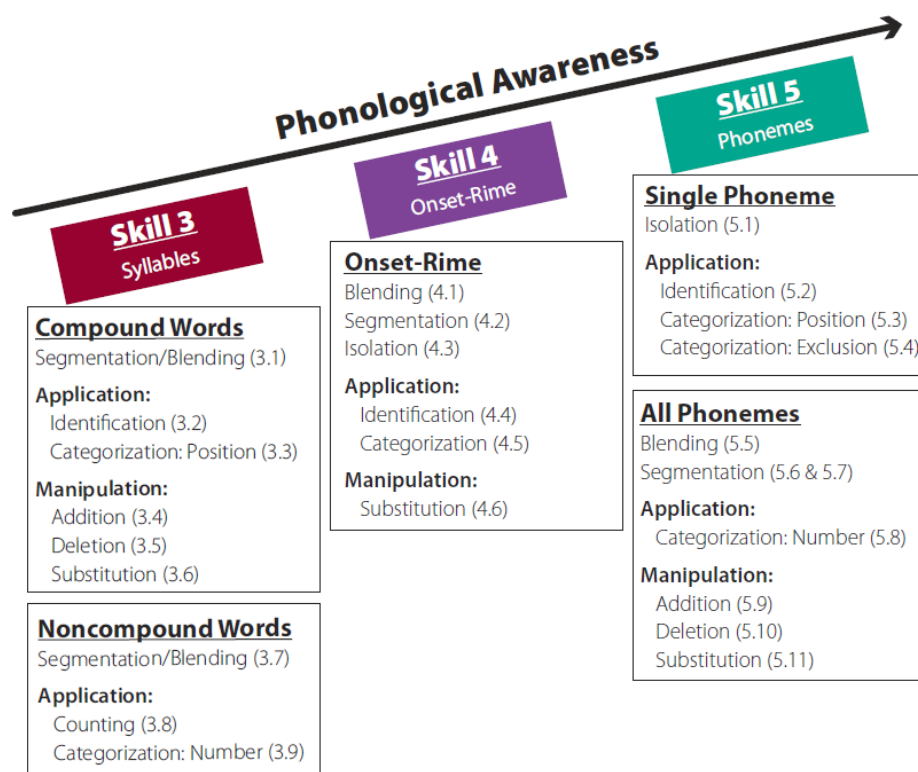 Phonological Awareness
Skill 3
Syllables
Compound Words
Segmentation/Blending (3.1)
Application:
Identification (3.2)
Categorization: Position (3.3)
Manipulation:
Addition (3.4)
Deletion (3.5)
Substitution (3.6)
Noncompound Words
Segmentation/Blending (3.7)
Application:
Counting (3.8)
Categorization: Number (3.9)
Skill 4
Onset-Rime
Onset-Rime
Blending (4.1)
Segmentation (4.2)
Isolation (4.3)
Application:
Identification (4.4)
Categorization (4.5)
Manipulation:
Substitution (4.6)
Skill 5
Phonemes
Single Phoneme
Isolation (5.1)
Application:
Identification (5.2)
Categorization: Position (5.3)
Categorization: Exclusion (5.4)
All Phonemes
Blending (5.5)
Segmentation (5.6 & 5.7)
Application:
Categorization: Number (5.8)
Manipulation:
Addition (5.9)
Deletion (5.10)
Substitution (5.11)